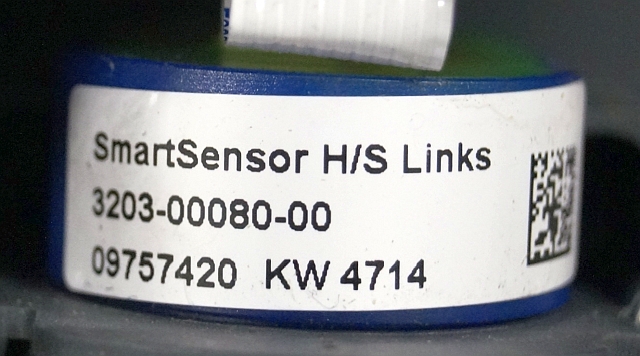 SmartSensor H/S Links
3203-00080-00
09757420 KW 4714